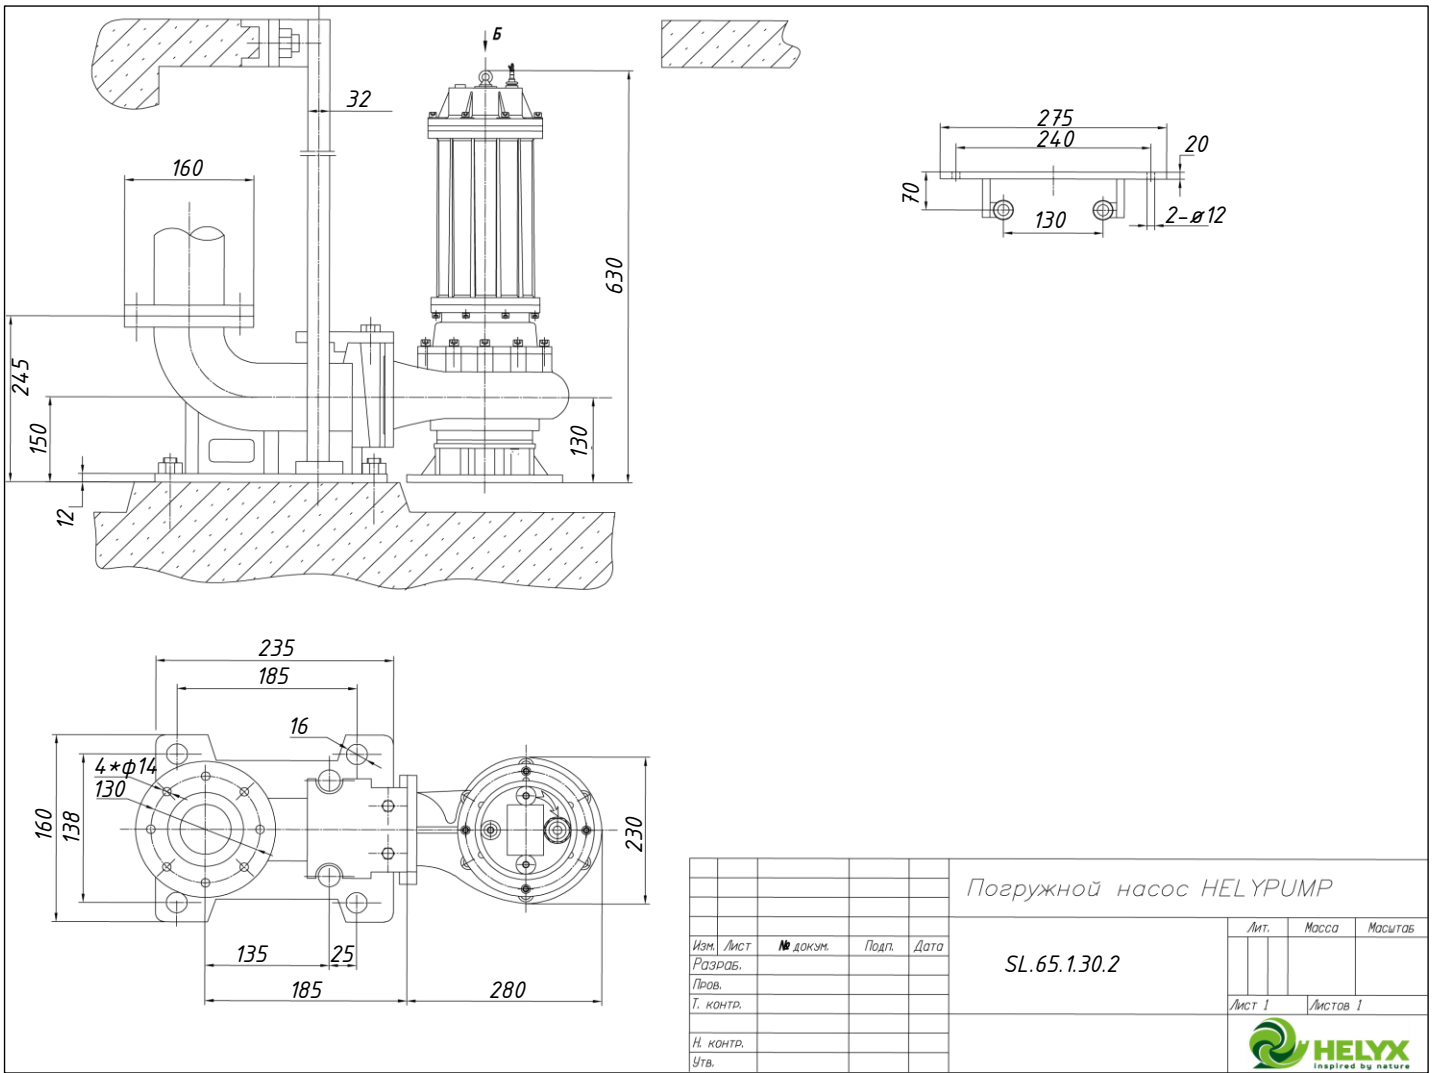 Б
32
160
630
245
150
130
12
275
240
20
70
130
2-ø12
235
185
16
4*ф14
130
160
138
230
135
25
185
280
Погружной насос HELYPUMP
Лит. Масса Масштаб
Изм. Лист № докум. Подп. Дата
Разраб.
SL.65.1.30.2
Пров.
Т. контр.
Лист 1 Листов 1
Н. контр.
Утв.
HELYX
Inspired by nature